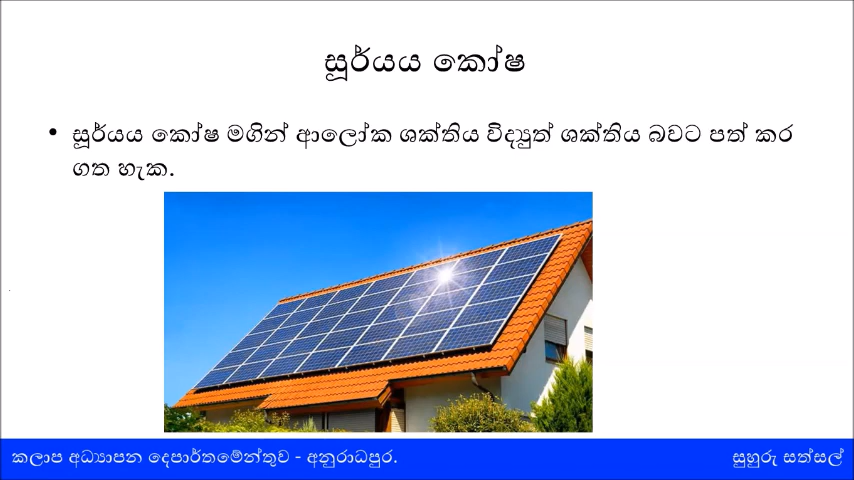 සූර්යය කෝෂ
• සූර්යය කෝෂ මගින් ආලෝක ශක්තිය විද්‍යුත් ශක්තිය බවට පත් කර
ගත හැක.
කලාප අධ්‍යාපන දෙපාර්තමේන්තුව - අනුරාධපුර.
සුහුරු සත්සල්